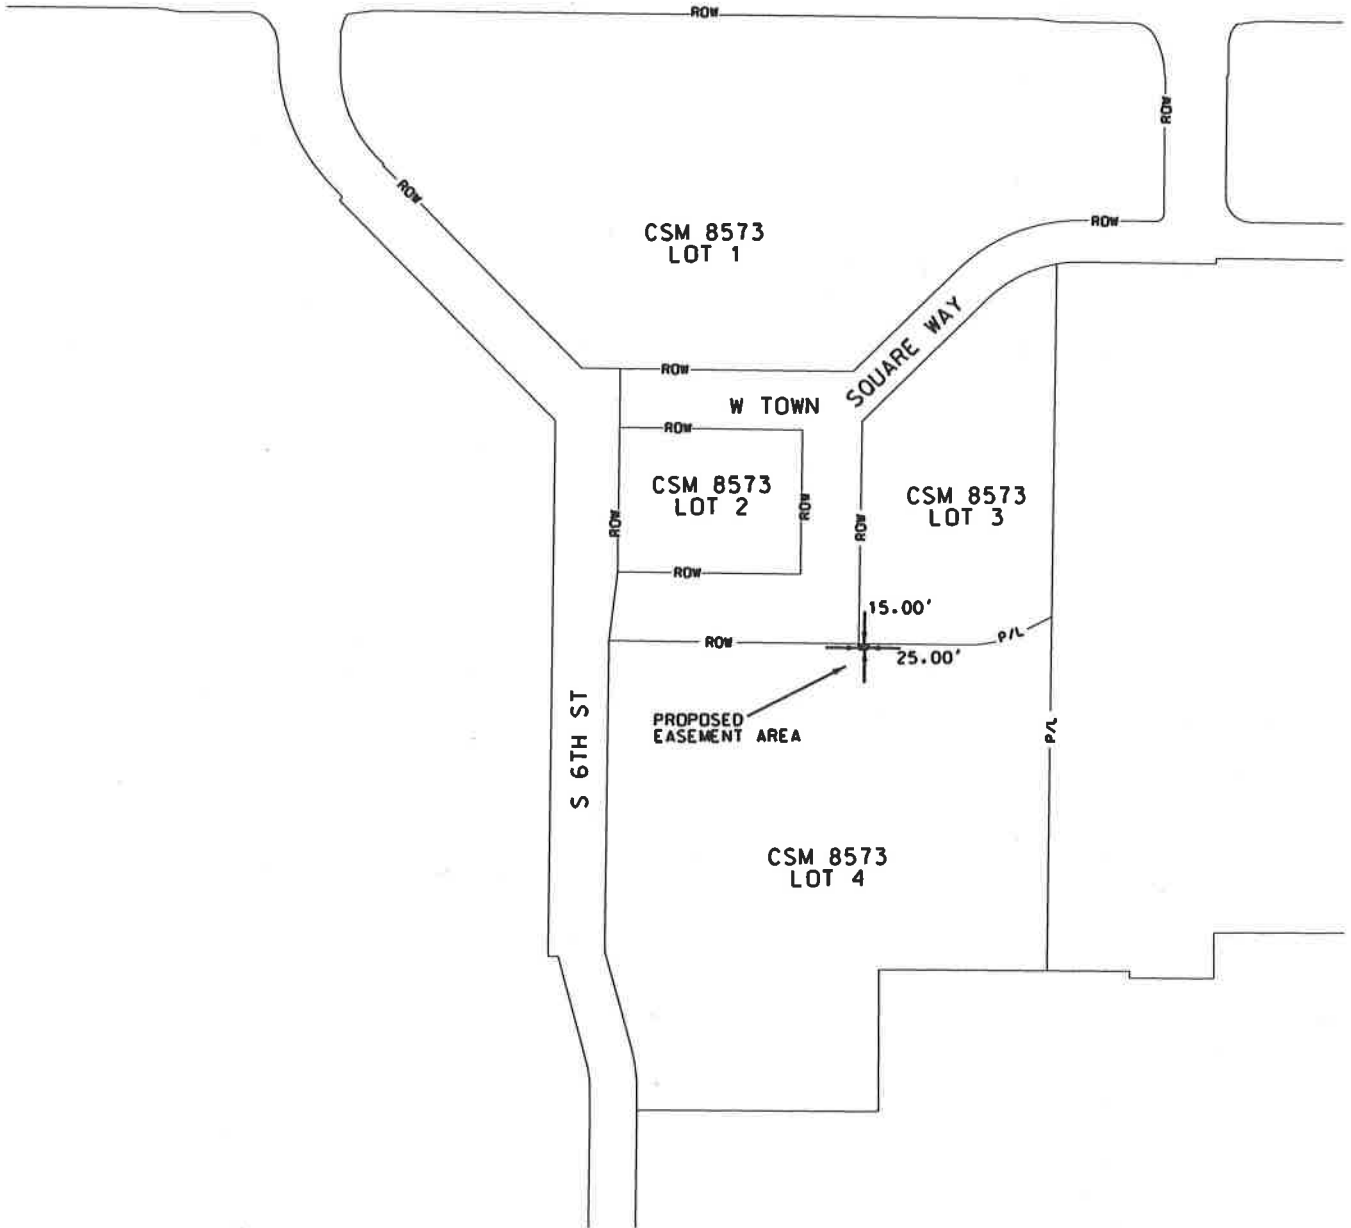 ROW
ROW
ROW
ROW
CSM 8573
LOT 1
SQUARE WAY
ROW
W TOWN
ROW
CSM 8573
LOT 2
CSM 8573
LOT 3
ROW
ROW
ROW
ROW
15.00'
ROW
P/L
25.00'
PROPOSED
EASEMENT AREA
P/L
S 6TH ST
CSM 8573
LOT 4